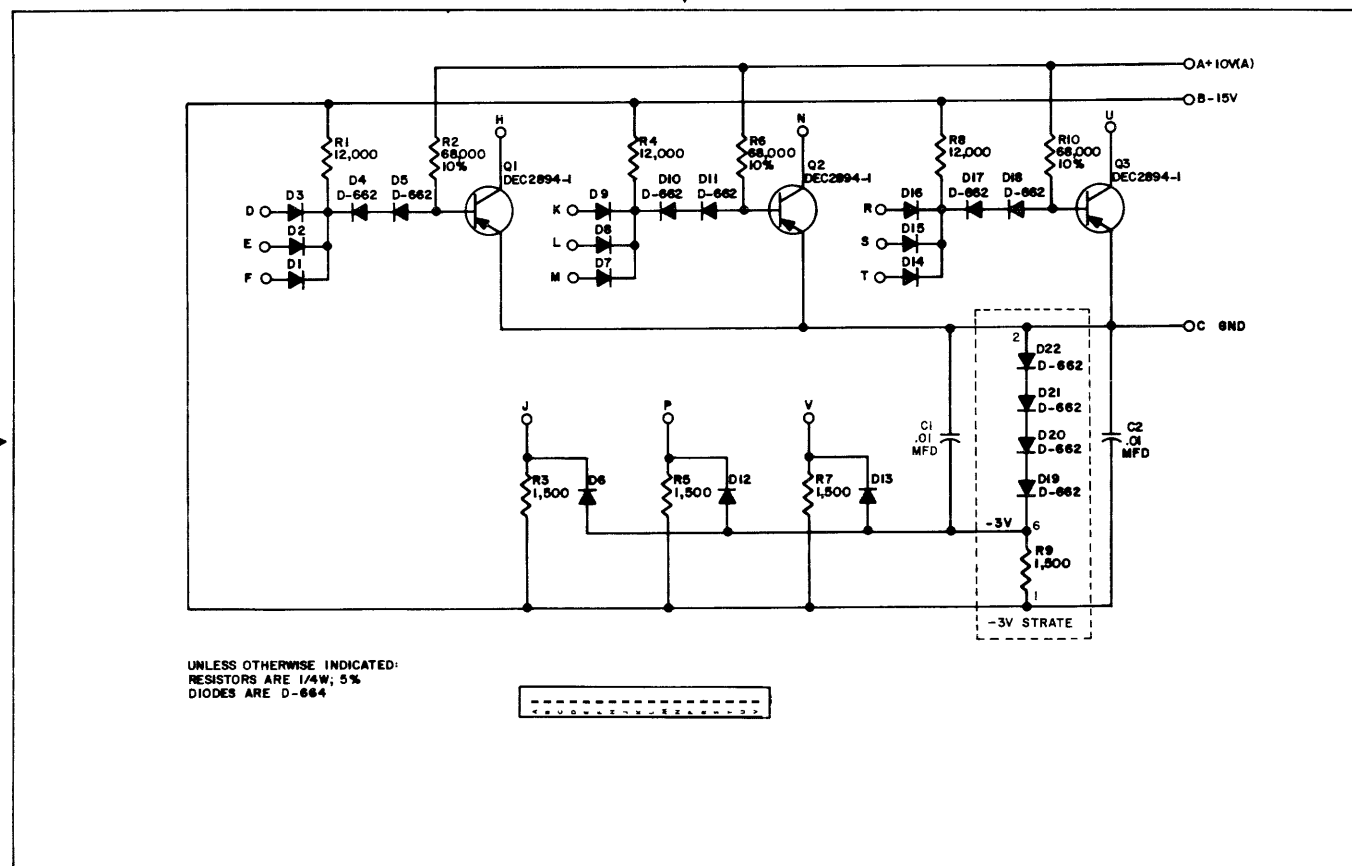 A+10V(A)
B-15V
H
N
U
R1
12,000
R2
68,000
10%
Q1
DEC2894-1
R4
12,000
R6
68,000
10%
Q2
DEC2894-1
R8
12,000
R10
68,000
10%
Q3
DEC2894-1
D3
D4
D-662
D5
D-662
D
D2
E
D1
F
D9
D10
D-662
D11
D-662
K
D8
L
D7
M
D16
D17
D-662
D18
D-662
R
D15
S
D14
T
C GND
2
D22
D-662
D21
D-662
D20
D-662
D19
D-662
J
P
V
C1
.01
MFD
C2
.01
MFD
R3
1,500
D6
R5
1,500
D12
R7
1,500
D13
-3V
6
R9
1,500
1
-3V STRATE
UNLESS OTHERWISE INDICATED:
RESISTORS ARE 1/4W; 5%
DIODES ARE D-664
A B C D E F H J K L M N P R S T U V